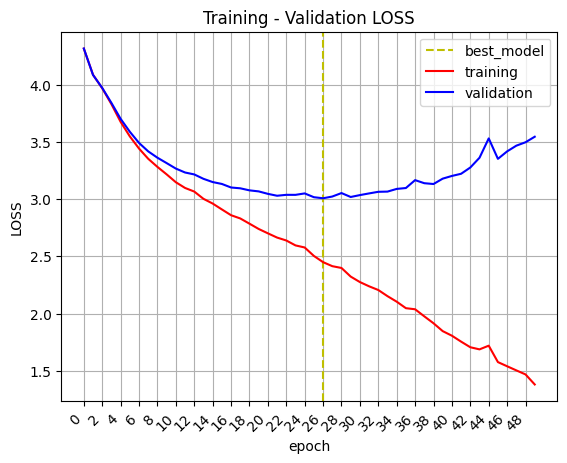 Training - Validation LOSS
best_model
training
validation
LOSS
4.0
3.5
3.0
2.5
2.0
1.5
0 2 4 6 8 10 12 14 16 18 20 22 24 26 28 30 32 34 36 38 40 42 44 46 48
epoch